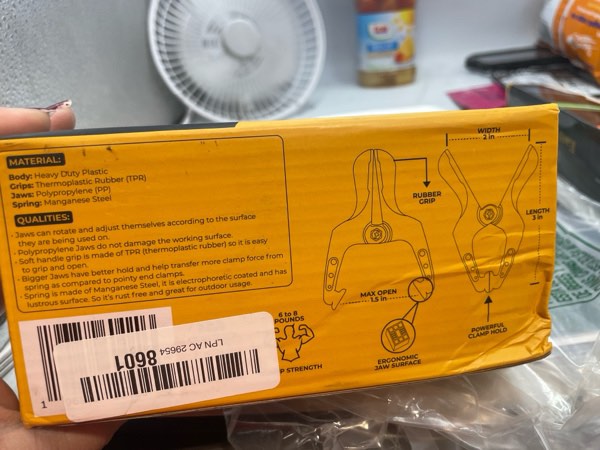 MATERIAL:
Body: Heavy Duty Plastic
Grips: Thermoplastic Rubber (TPR)
Jaws: Polypropylene (PP)
Spring: Manganese Steel
QUALITIES:
- Jaws can rotate and adjust themselves according to the surface
they are being used on.
- Polypropylene Jaws do not damage the working surface.
- Soft handle grip is made of TPR (thermoplastic rubber) so it is easy
to grip and open.
- Bigger Jaws have better hold and help transfer more clamp force from
spring as compared to pointy end clamps.
- Spring is made of Manganese Steel, it is electrophoretic coated and has
lustrous surface. So it's rust free and great for outdoor usage.
RUBBER
GRIP
MAX OPEN
1.5 in
ERGONOMIC
JAW SURFACE
WIDTH
2 in
LENGTH
3 in
POWERFUL
CLAMP HOLD
6 to 8
POUNDS
P STRENGTH
LPN AC 29654
8601
1